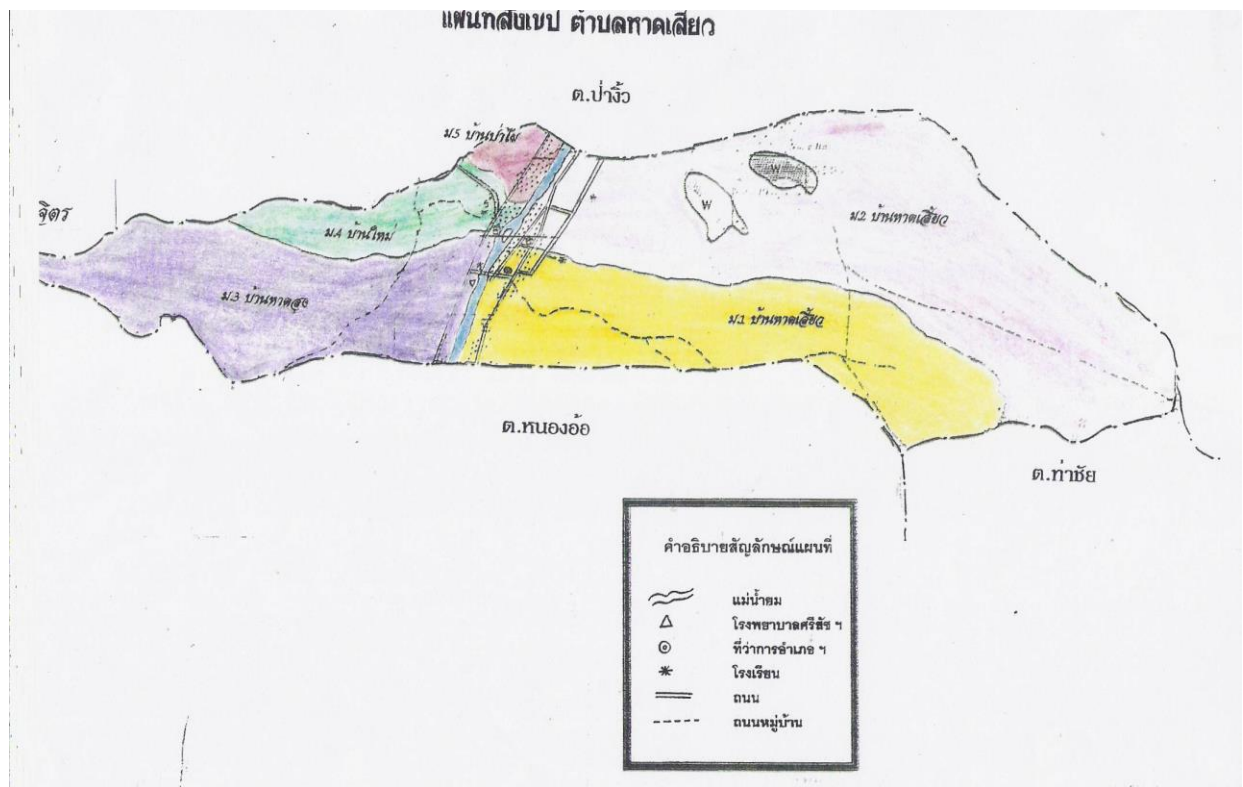 แผนที่สังเขป ตำบลหาดเสี้ยว
ต.ป่างิ้ว
ม.5 บ้านป่าไผ่
จิตร
ม.4 บ้านใหม่
W
W
ม.2 บ้านหาดเสี้ยว
ม.3 บ้านหาดสูง
ม.1 บ้านหาดเสี้ยว
ต.หนองอ้อ
ต.ท่าชัย
คำอธิบายสัญลักษณ์แผนที่
แม่น้ำยม
โรงพยาบาลศรีสัช ฯ
ที่ว่าการอำเภอ ฯ
โรงเรียน
ถนน
ถนนหมู่บ้าน